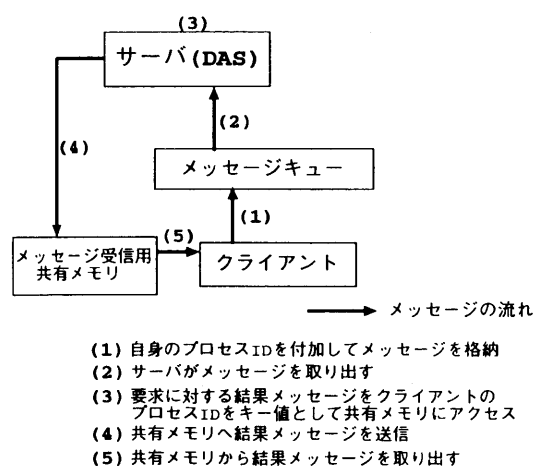 (3)
サーバ(DAS)
(2)
(4)
メッセージキュー
(1)
(5)
メッセージ受信用
共有メモリ
クライアント
メッセージの流れ
(1) 自身のプロセスIDを付加してメッセージを格納
(2) サーバがメッセージを取り出す
(3) 要求に対する結果メッセージをクライアントの
プロセスIDをキー値として共有メモリにアクセス
(4) 共有メモリへ結果メッセージを送信
(5) 共有メモリから結果メッセージを取り出す